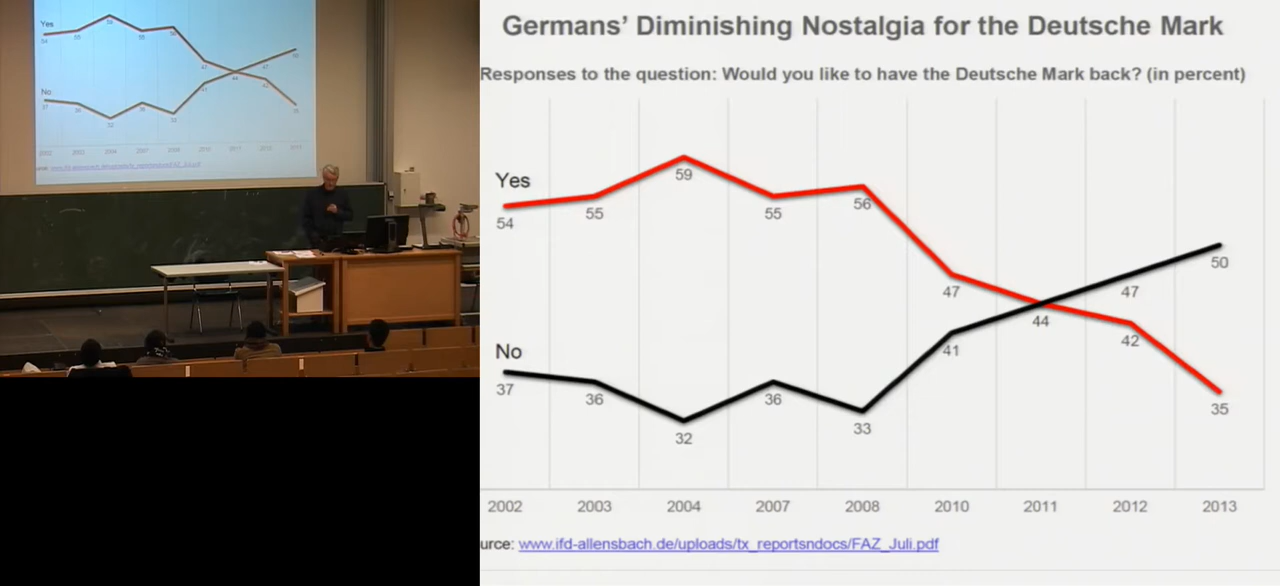 Germans’ Diminishing Nostalgia for the Deutsche Mark
Responses to the question: Would you like to have the Deutsche Mark back? (in percent)
Yes
54 55 59 55 56 47 44 42 35
No
37 36 32 36 33 41 47 50
2002 2003 2004 2007 2008 2010 2011 2012 2013
urce: www.ifd-allensbach.de/uploads/tx_reportsndocs/FAZ_Juli.pdf
Yes
No